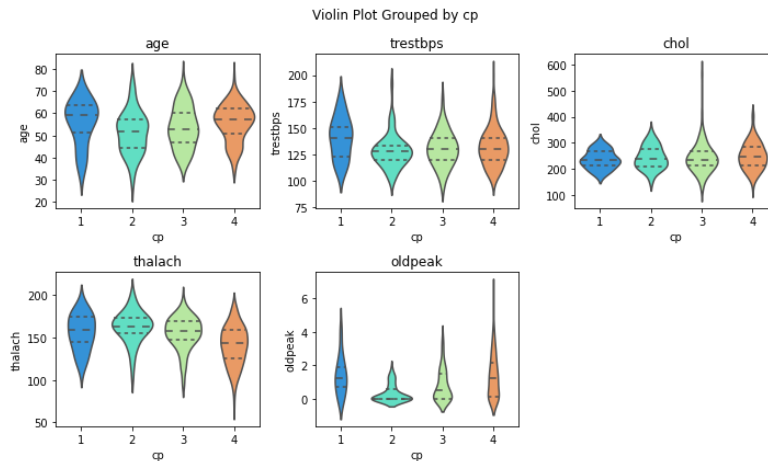 Violin Plot Grouped by cp
age
80
70
60
50
40
30
20
age
1 2 3 4
cp
trestbps
200
175
150
125
100
75
trestbps
1 2 3 4
cp
chol
600
500
400
300
200
100
chol
1 2 3 4
cp
thalach
200
150
100
50
thalach
1 2 3 4
cp
oldpeak
6
4
2
0
oldpeak
1 2 3 4
cp